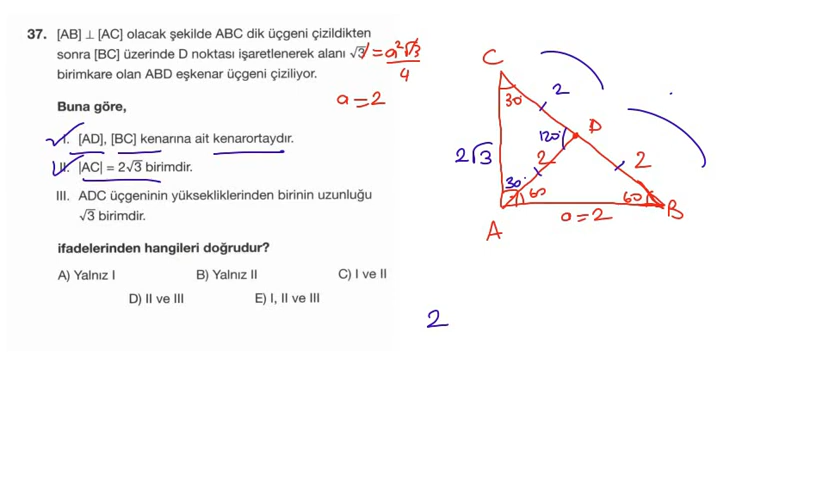 37. [AB] ⊥ [AC] olacak şekilde ABC dik üçgeni çizildikten
sonra [BC] üzerinde D noktası işaretlenerek alanı √3 = a²√3/4
birimkare olan ABD eşkenar üçgeni çiziliyor.
a=2
Buna göre,
I. [AD], [BC] kenarına ait kenarortaydır.
II. |AC| = 2√3 birimdir.
III. ADC üçgeninin yüksekliklerinden birinin uzunluğu
√3 birimdir.
ifadelerinden hangileri doğrudur?
A) Yalnız I B) Yalnız II C) I ve II
D) II ve III E) I, II ve III
C
30° 2
120° D
2√3 2 2
30° 60 60 B
A a=2
2